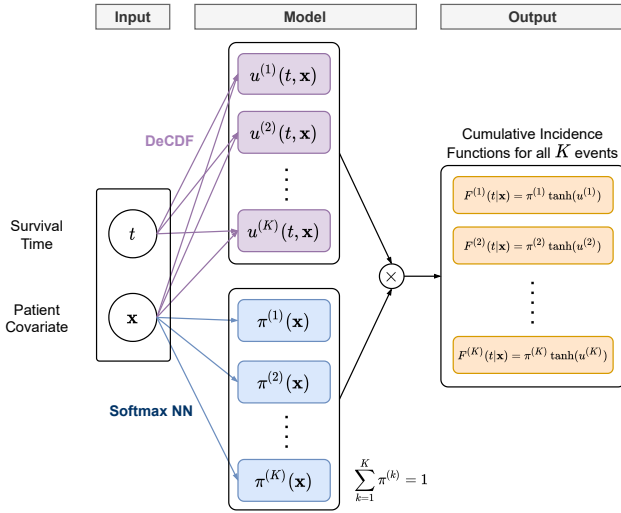 Input
Model
Output
DeCDF
Survival
Time
t
Patient
Covariate
x
Softmax NN
u^{(1)}(t, x)
u^{(2)}(t, x)
u^{(K)}(t, x)
π^{(1)}(x)
π^{(2)}(x)
π^{(K)}(x)
×
\sum_{k=1}^{K} π^{(k)} = 1
Cumulative Incidence
Functions for all K events
F^{(1)}(t|x) = π^{(1)} tanh(u^{(1)})
F^{(2)}(t|x) = π^{(2)} tanh(u^{(2)})
F^{(K)}(t|x) = π^{(K)} tanh(u^{(K)})